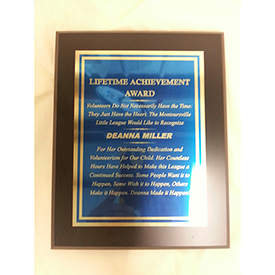 LIFETIME ACHIEVEMENT
AWARD
Volunteers Do Not Necessarily Have the Time:
They Just Have the Heart. The Montoursville
Little League Would Like to Recognize
DEANNA MILLER
For Her Outstanding Dedication and
Volunteerism for Our Child. Her Countless
Hours Have Helped to Make this League a
Continued Success. Some People Want it to
Happen, Some Wish it to Happen, Others
Make it Happen. Deanna Made it Happen!